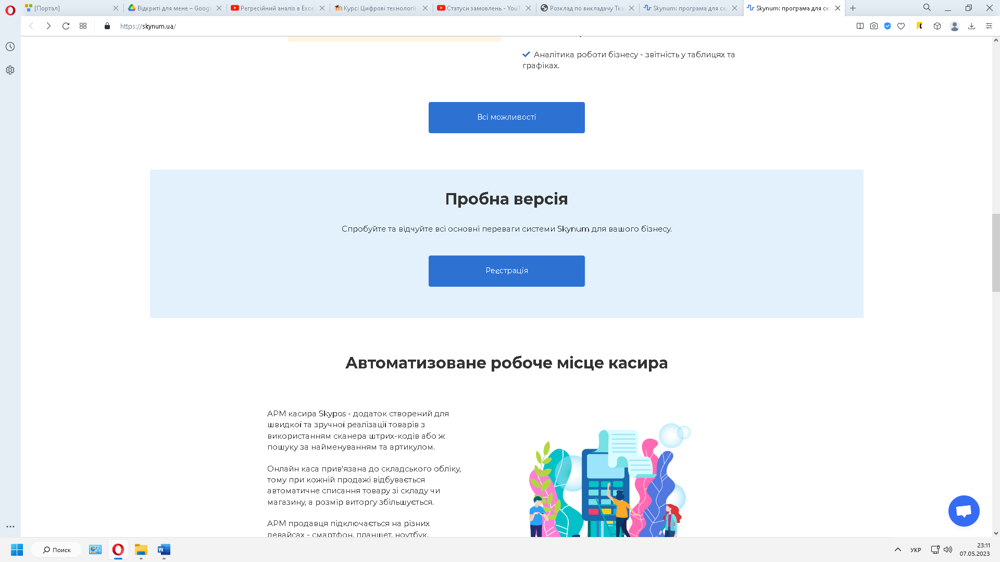 [Портал]
Відкриті для мене – Googl
Регресійний аналіз в Excel
Курс: Цифрові технології
Статуси замовлень - YouT
Розклад по викладачу Тка
Skynum: програма для скл
Skynum: програма для скл
https://skynum.ua/
Аналітика роботи бізнесу - звітність у таблицях та
графіках.
Всі можливості
Пробна версія
Спробуйте та відчуйте всі основні переваги системи Skynum для вашого бізнесу.
Реєстрація
Автоматизоване робоче місце касира
АРМ касира Skypos - додаток створений для
швидкої та зручної реалізації товарів з
використанням сканера штрих-кодів або ж
пошуку за найменуванням та артикулом.
Онлайн каса прив'язана до складського обліку,
тому при кожній продажі відбувається
автоматичне списання товару зі складу чи
магазину, а розмір виторгу збільшується.
АРМ продавця підключається на різних
девайсах - смартфон, планшет, ноутбук,
Поиск
УКР
23:11
07.05.2023